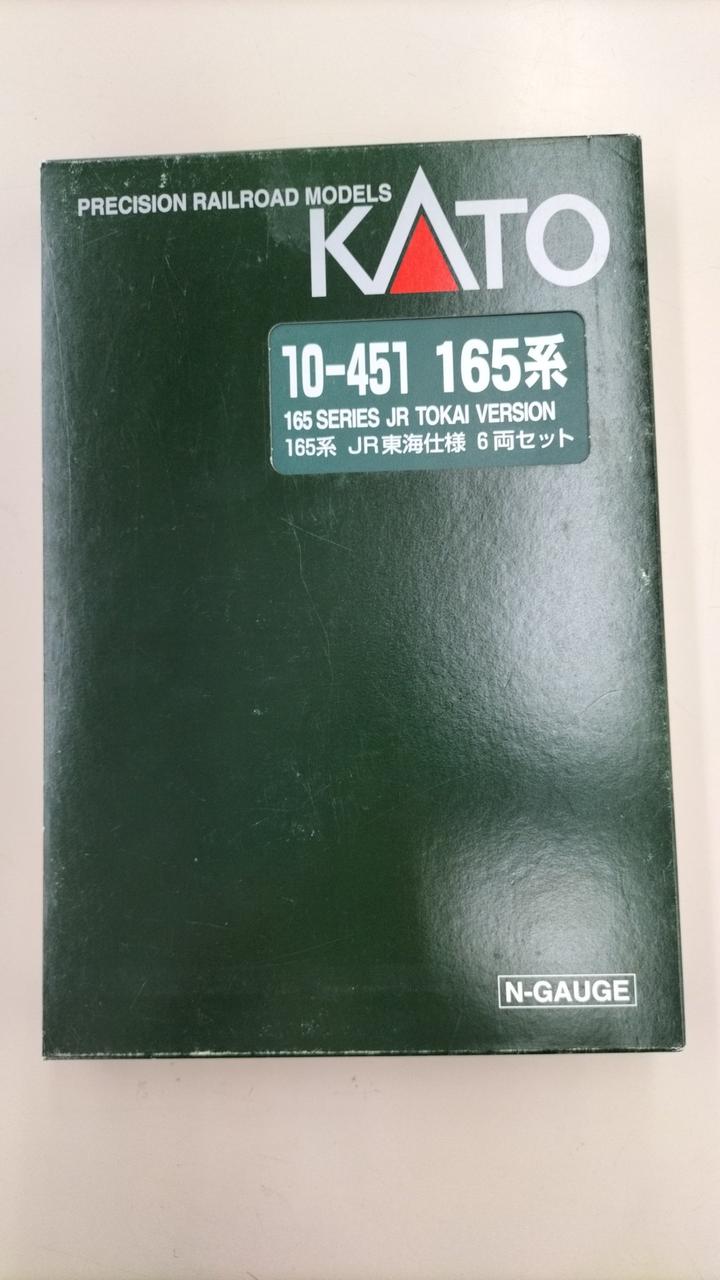 PRECISION RAILROAD MODELS
KATO
10-451 165系
165 SERIES JR TOKAI VERSION
165系 JR東海仕様 6両セット
N-GAUGE